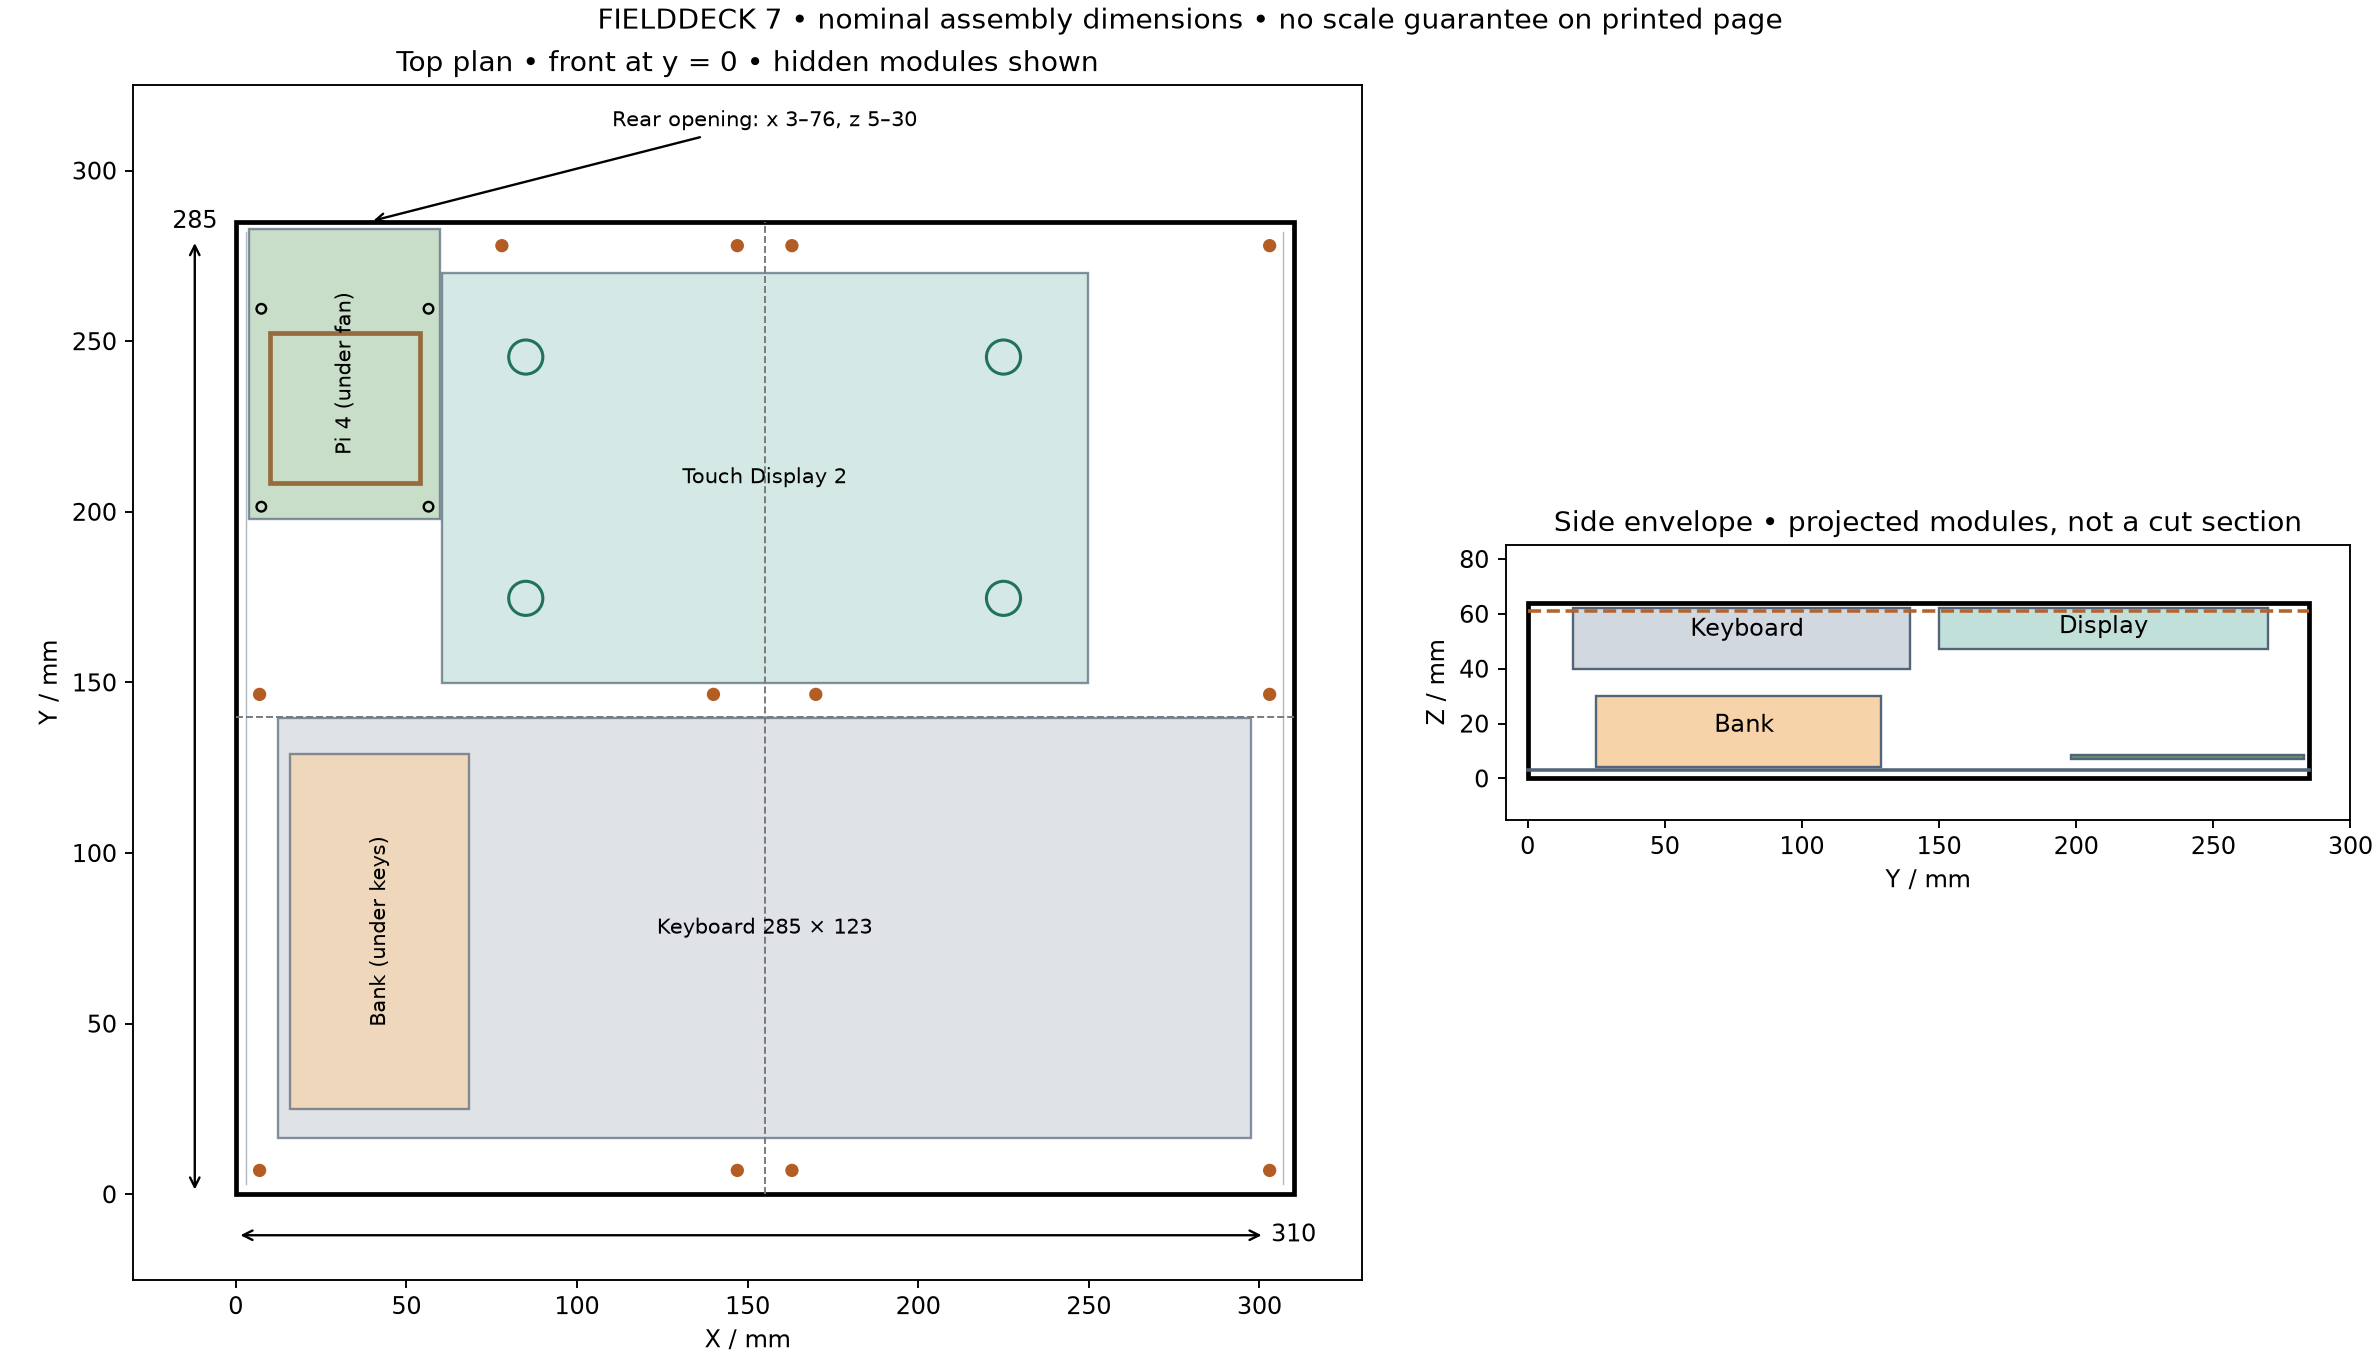 FIELDDECK 7 • nominal assembly dimensions • no scale guarantee on printed page
Top plan • front at y = 0 • hidden modules shown
Rear opening: x 3–76, z 5–30
300
285
250
200
150
100
50
0
Y / mm
Pi 4 (under fan)
Touch Display 2
Bank (under keys)
Keyboard 285 × 123
310
0
50
100
150
200
250
300
X / mm
Side envelope • projected modules, not a cut section
80
60
40
20
0
Z / mm
Keyboard
Display
Bank
0
50
100
150
200
250
300
Y / mm